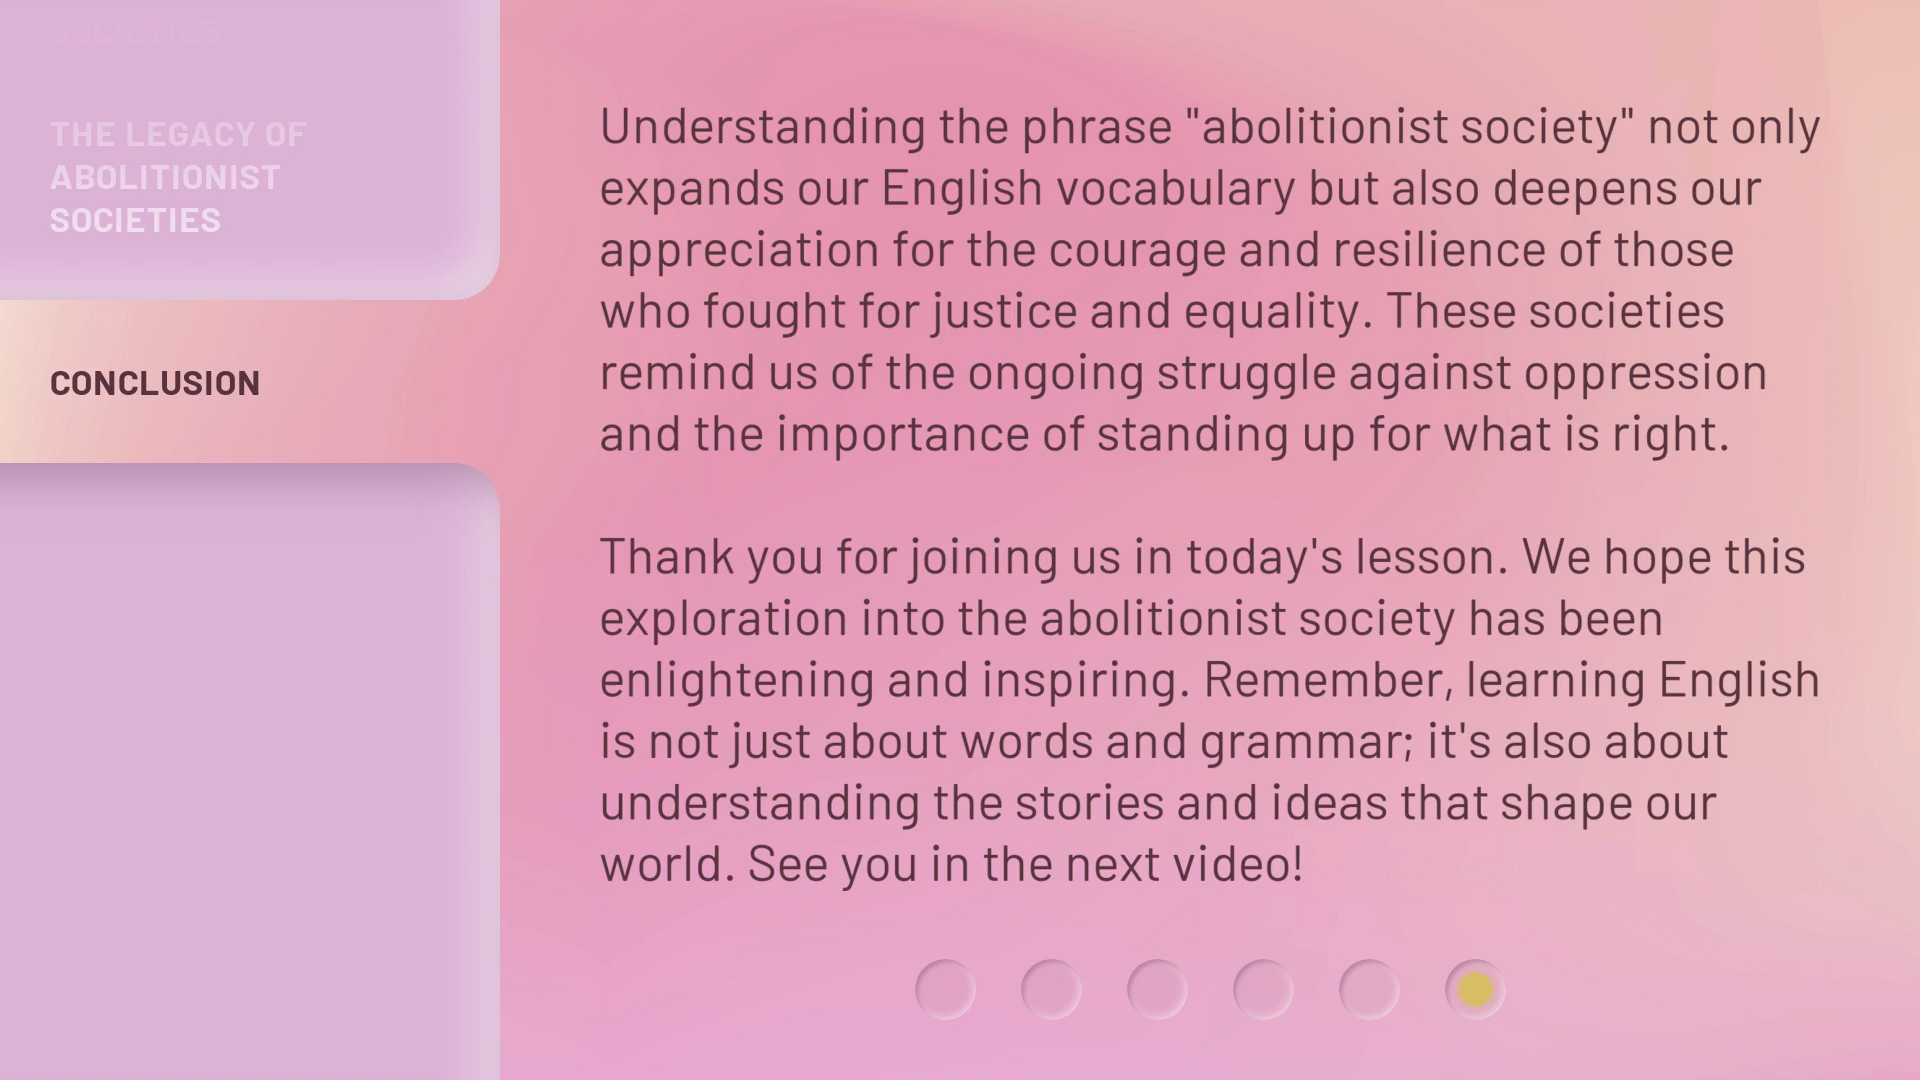 SOCIETIES
THE LEGACY OF
ABOLITIONIST
SOCIETIES
CONCLUSION
Understanding the phrase "abolitionist society" not only
expands our English vocabulary but also deepens our
appreciation for the courage and resilience of those
who fought for justice and equality. These societies
remind us of the ongoing struggle against oppression
and the importance of standing up for what is right.
Thank you for joining us in today's lesson. We hope this
exploration into the abolitionist society has been
enlightening and inspiring. Remember, learning English
is not just about words and grammar; it's also about
understanding the stories and ideas that shape our
world. See you in the next video!